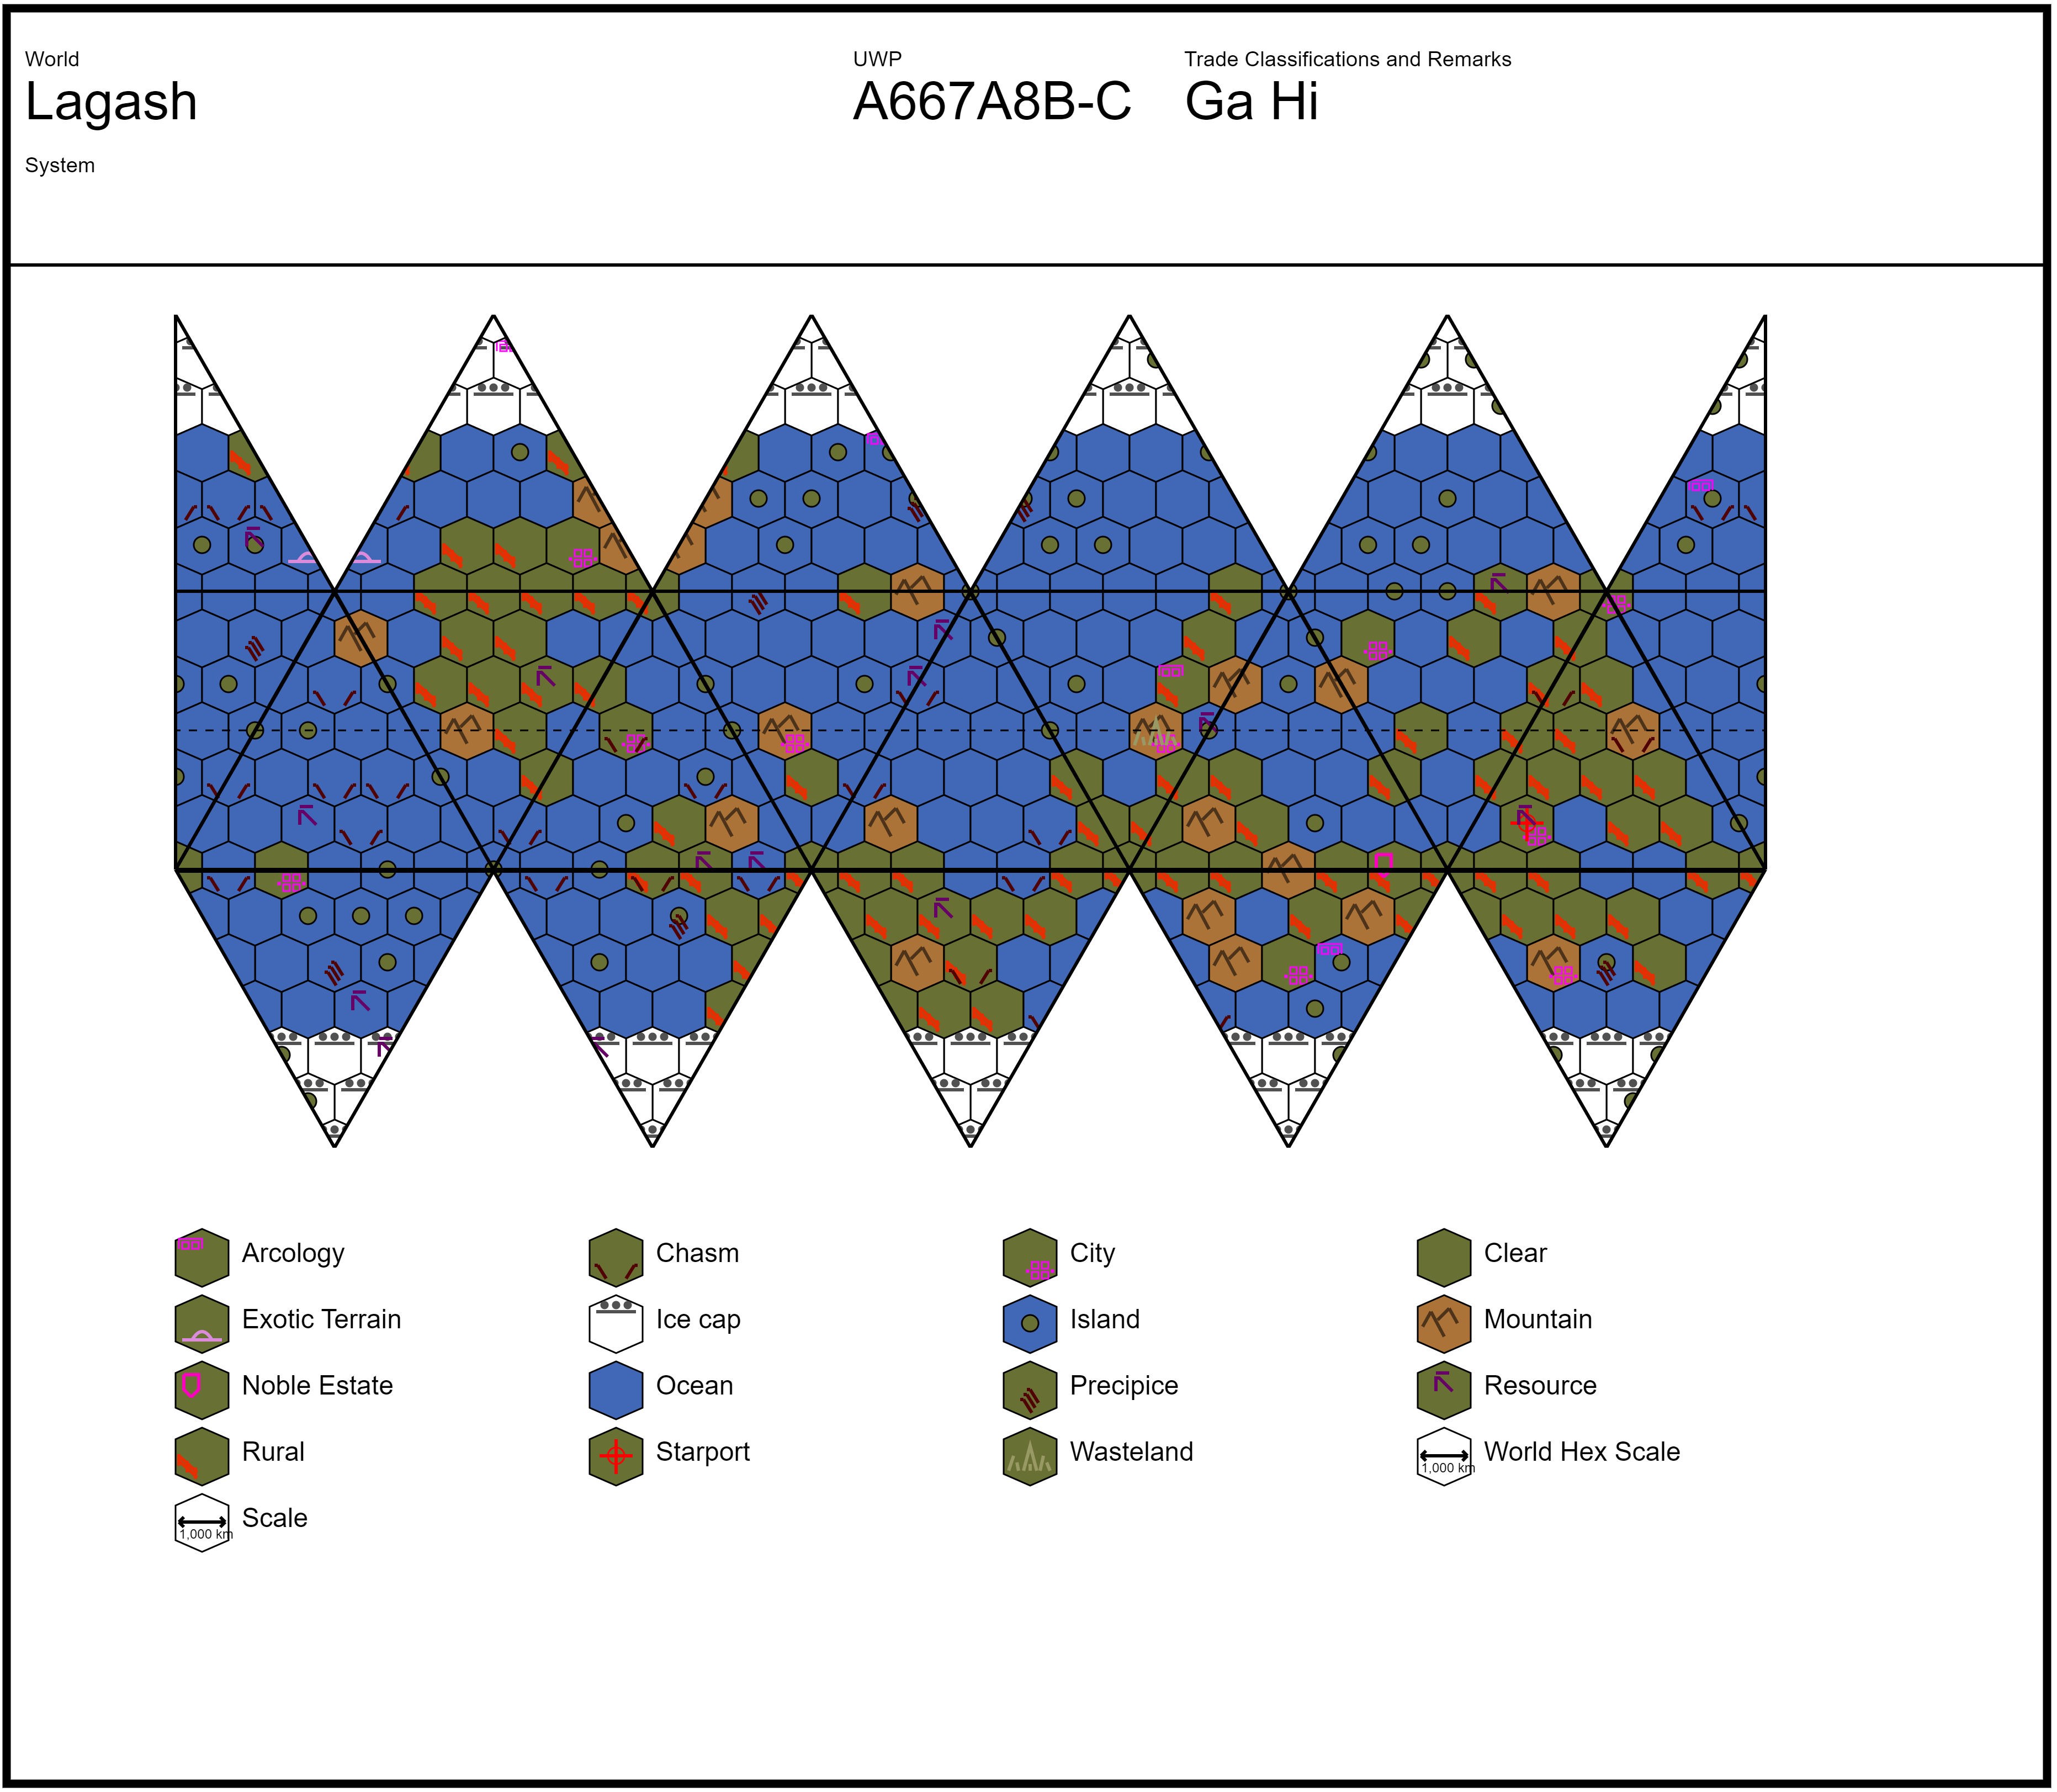 World
UWP
Trade Classifications and Remarks
Lagash
A667A8B-C
Ga Hi
System
Arcology
Chasm
City
Clear
Exotic Terrain
Ice cap
Island
Mountain
Noble Estate
Ocean
Precipice
Resource
Rural
Starport
Wasteland
1,000 km
World Hex Scale
1,000 km
Scale